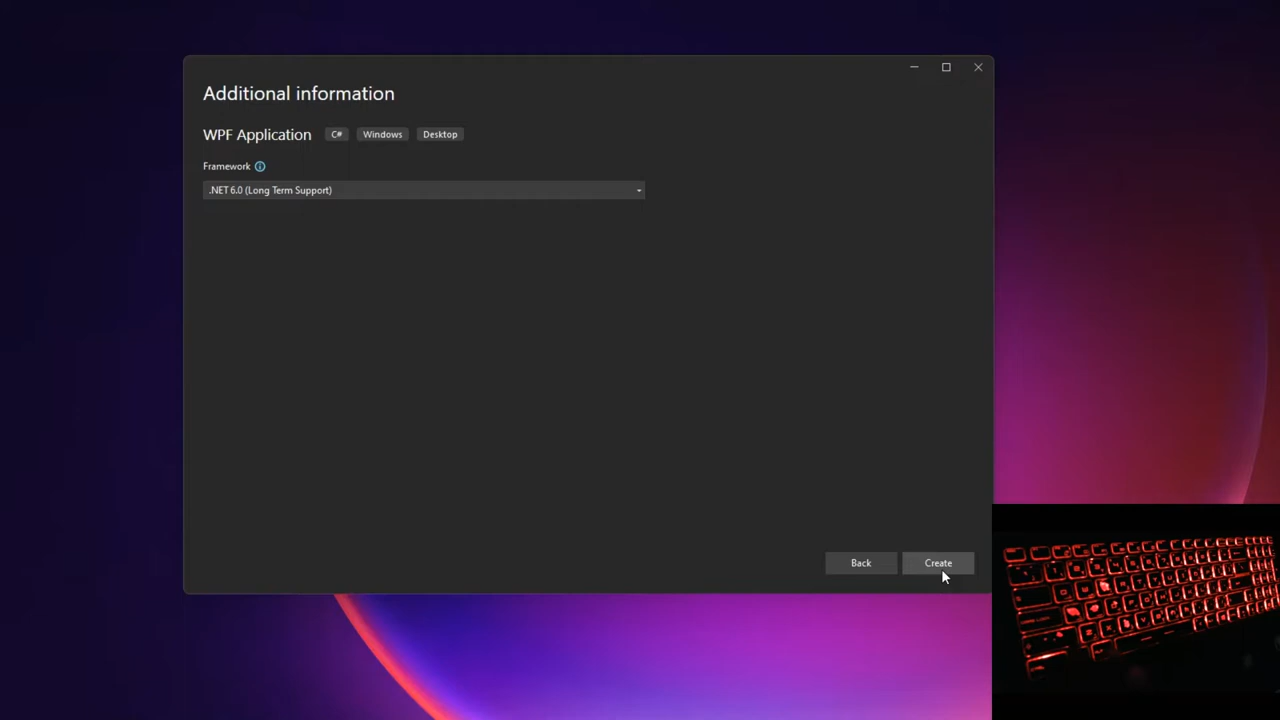 Additional information
WPF Application C# Windows Desktop
Framework
.NET 6.0 (Long Term Support)
Back Create